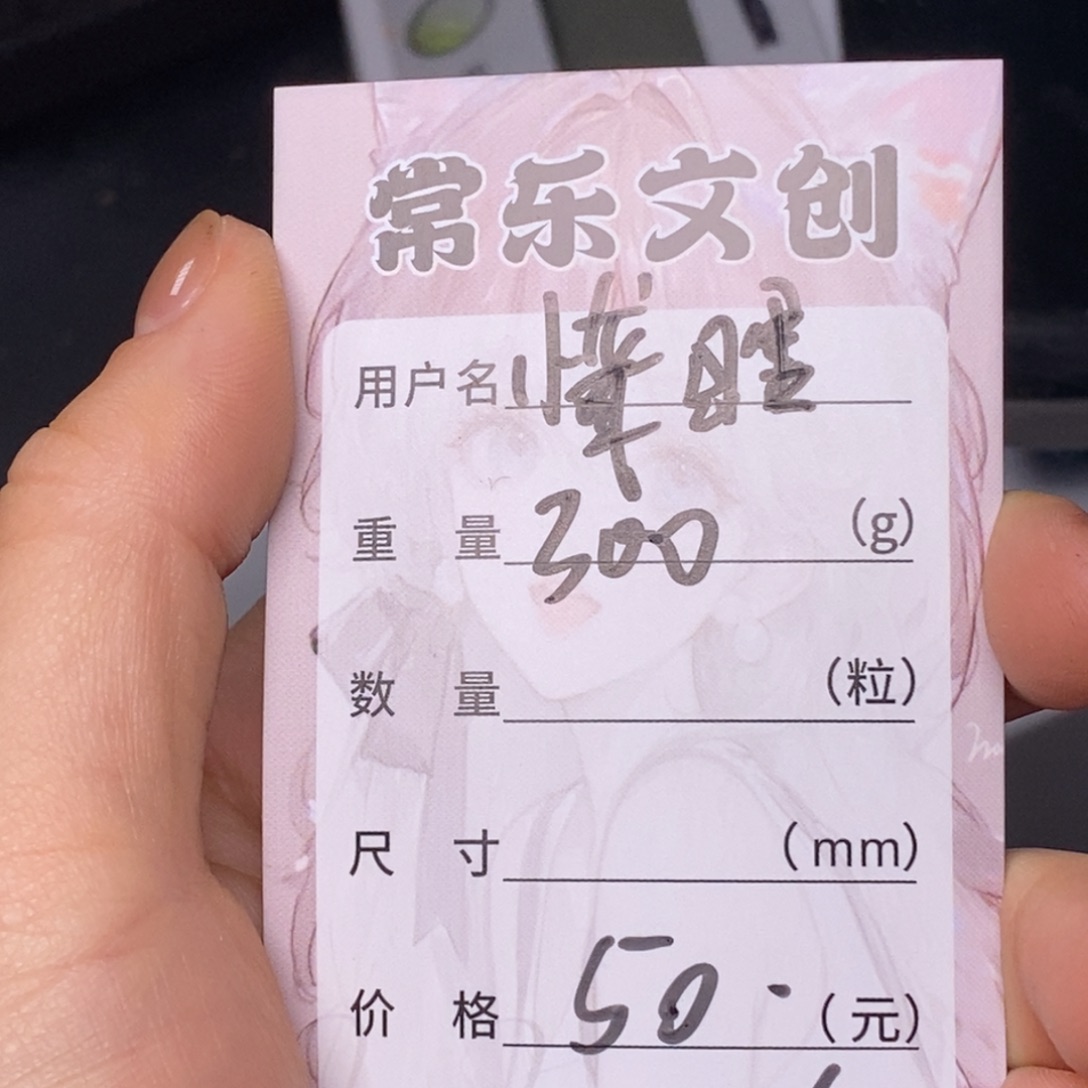 常乐文创
用户名
重量 300 (g)
数量 (粒)
尺寸 (mm)
价格 50. (元)